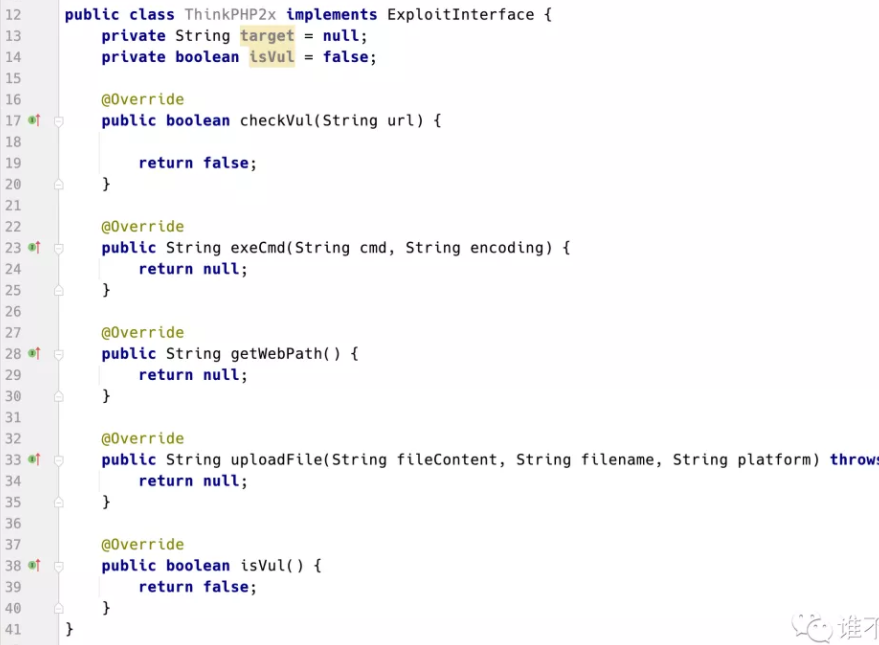 12 public class ThinkPHP2x implements ExploitInterface {
13 private String target = null;
14 private boolean isVul = false;
15
16 @Override
17 public boolean checkVul(String url) {
18
19 return false;
20 }
21
22 @Override
23 public String exeCmd(String cmd, String encoding) {
24 return null;
25 }
26
27 @Override
28 public String getWebPath() {
29 return null;
30 }
31
32 @Override
33 public String uploadFile(String fileContent, String filename, String platform) throws
34 return null;
35 }
36
37 @Override
38 public boolean isVul() {
39 return false;
40 }
41 }
谁不